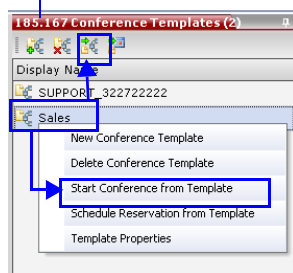 185.167 Conference Templates (2)
Display Name
SUPPORT_322722222
Sales
New Conference Template
Delete Conference Template
Start Conference from Template
Schedule Reservation from Template
Template Properties